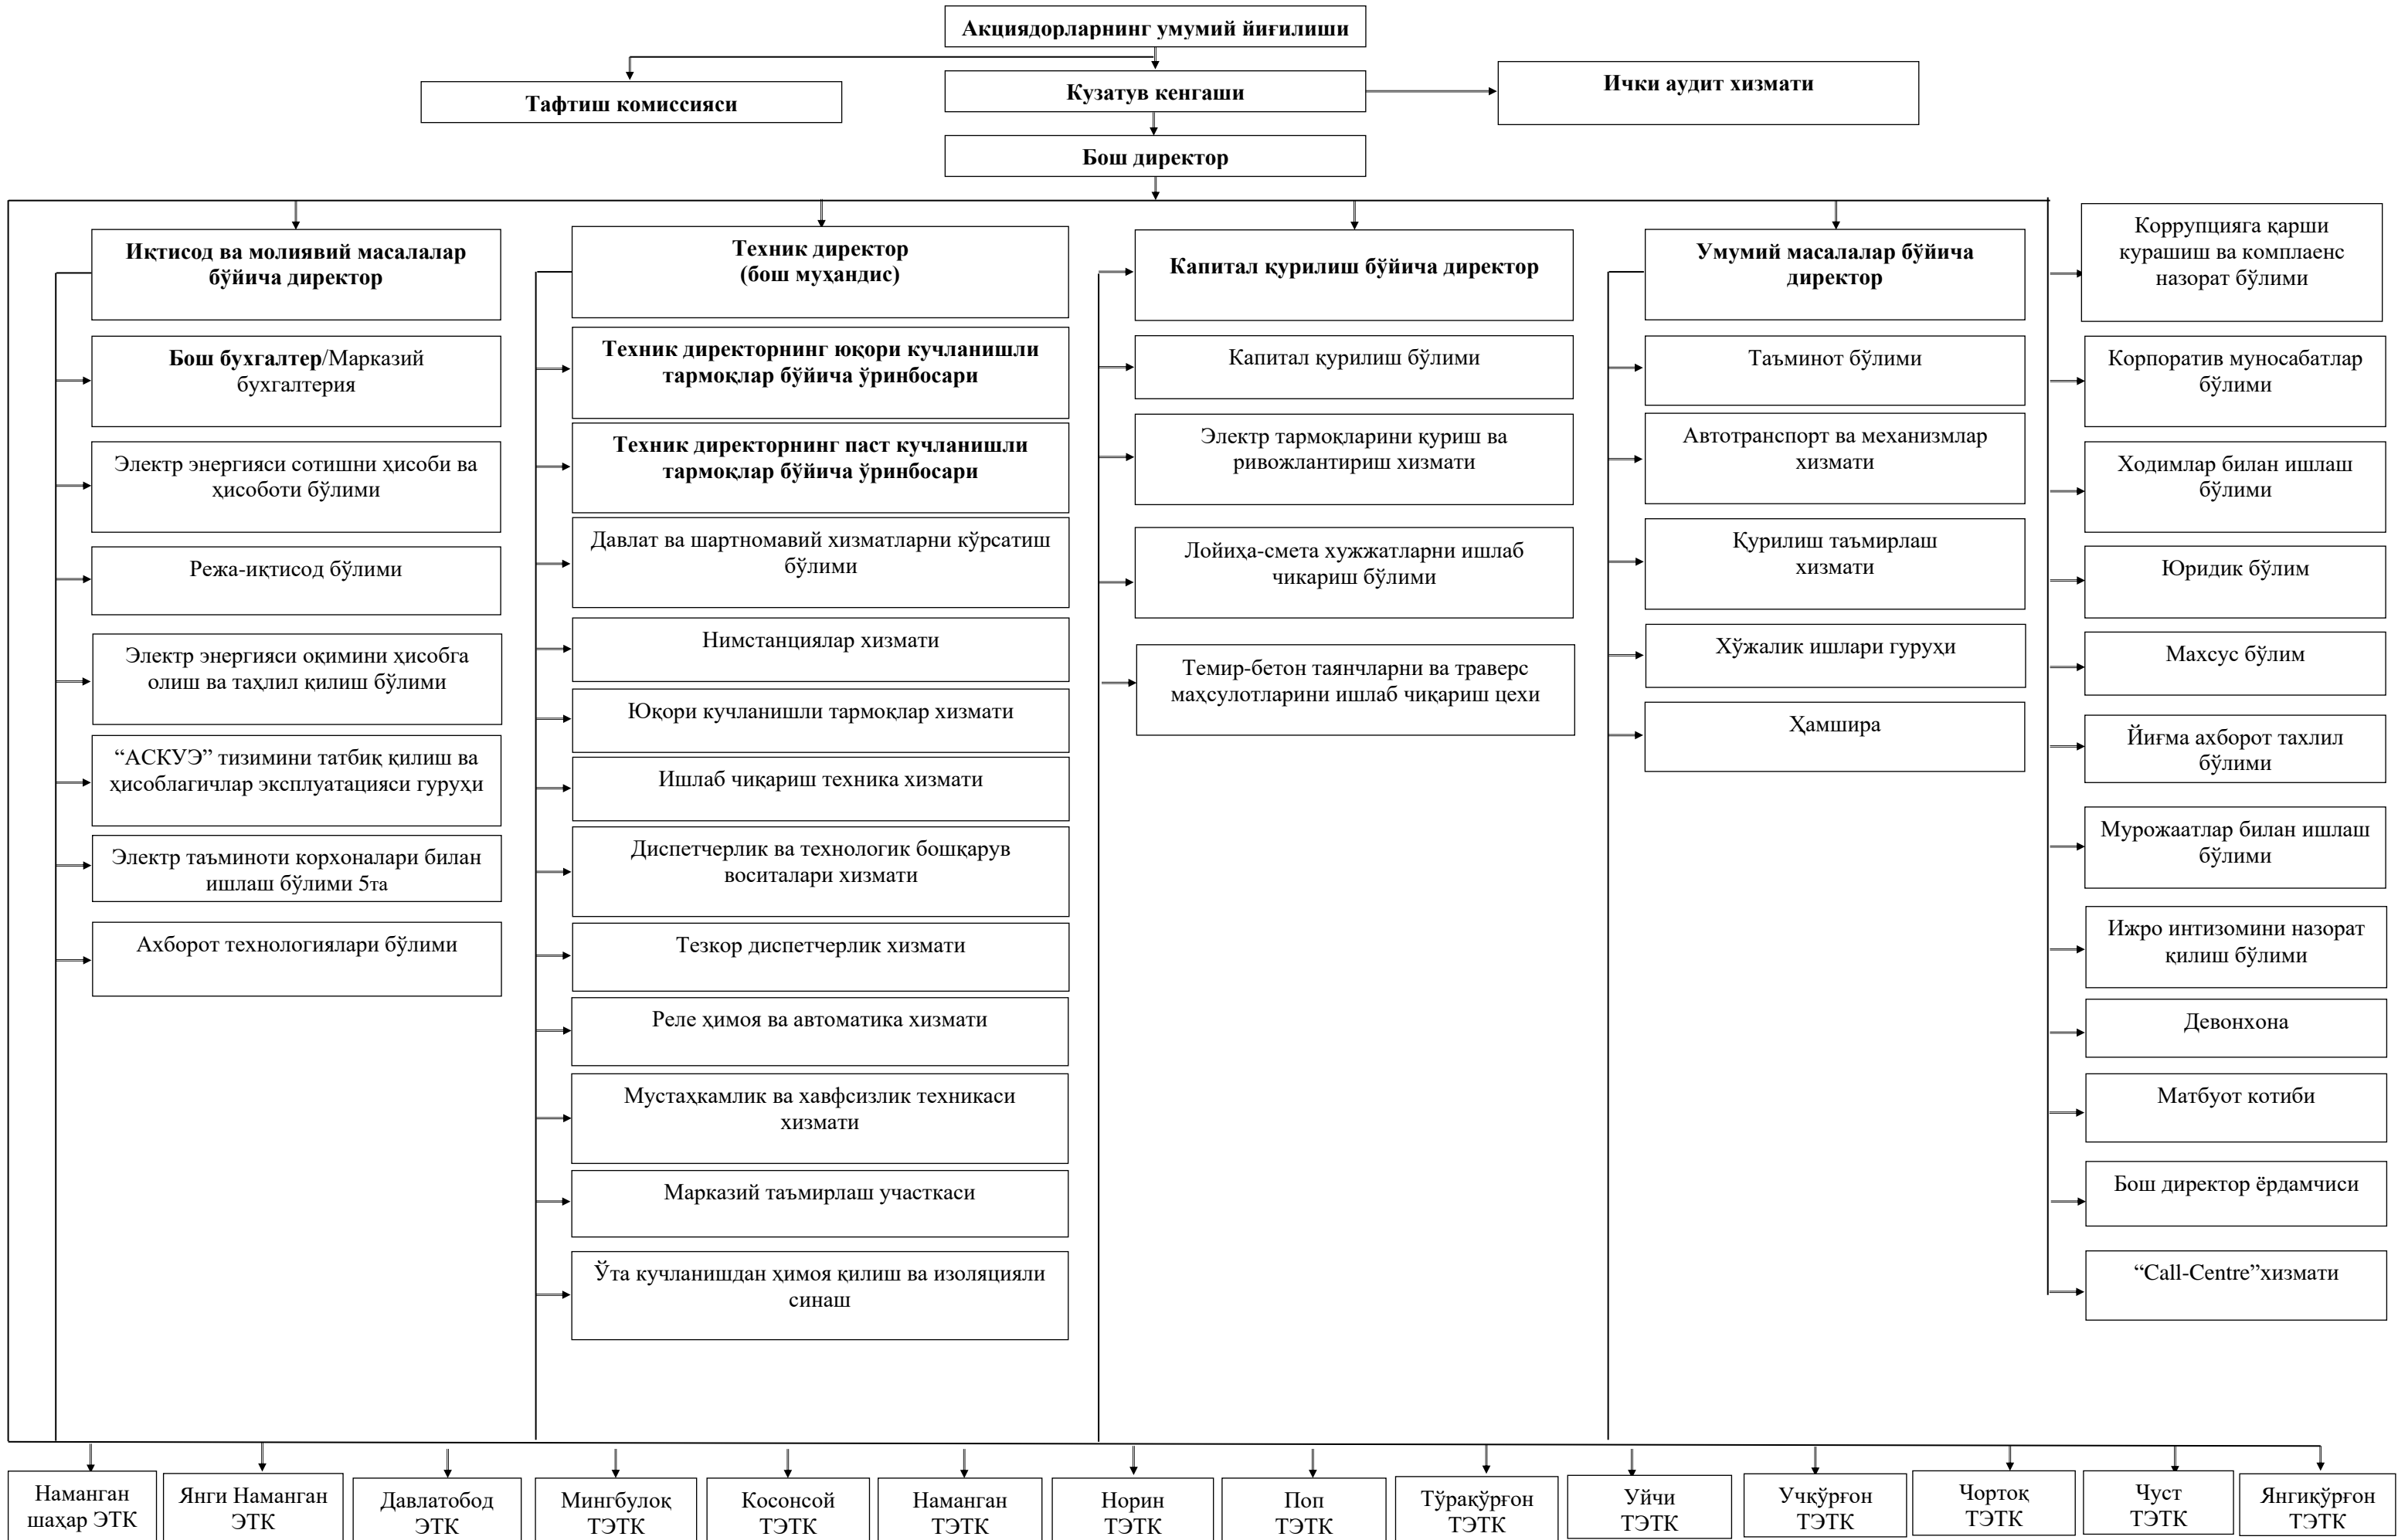 Акциядорларнинг умумий йиғилиши
Тафтиш комиссияси
Кузатув кенгаши
Ички аудит хизмати
Бош директор
Иқтисод ва молиявий масалалар
бўйича директор
Бош бухгалтер/Марказий
бухгалтерия
Электр энергияси сотишни ҳисоби ва
ҳисоботи бўлими
Режа-иқтисод бўлими
Электр энергияси оқимини ҳисобга
олиш ва таҳлил қилиш бўлими
“АСКУЭ” тизимини татбиқ қилиш ва
ҳисоблагичлар эксплуатацияси гуруҳи
Электр таъминоти корхоналари билан
ишлаш бўлими 5та
Ахборот технологиялари бўлими
Техник директор
(бош муҳандис)
Техник директорнинг юқори кучланишли
тармоқлар бўйича ўринбосари
Техник директорнинг паст кучланишли
тармоқлар бўйича ўринбосари
Давлат ва шартномавий хизматларни кўрсатиш
бўлими
Нимстанциялар хизмати
Юқори кучланишли тармоқлар хизмати
Ишлаб чиқариш техника хизмати
Диспетчерлик ва технологик бошқарув
воситалари хизмати
Тезкор диспетчерлик хизмати
Реле ҳимоя ва автоматика хизмати
Мустаҳкамлик ва хавфсизлик техникаси
хизмати
Марказий таъмирлаш участкаси
Ўта кучланишдан ҳимоя қилиш ва изоляцияли
синаш
Капитал қурилиш бўйича директор
Капитал қурилиш бўлими
Электр тармоқларини қуриш ва
ривожлантириш хизмати
Лойиҳа-смета хужжатларни ишлаб
чикариш бўлими
Темир-бетон таянчларни ва траверс
маҳсулотларини ишлаб чиқариш цехи
Умумий масалалар бўйича
директор
Таъминот бўлими
Автотранспорт ва механизмлар
хизмати
Қурилиш таъмирлаш
хизмати
Хўжалик ишлари гуруҳи
Ҳамшира
Коррупцияга қарши
курашиш ва комплаенс
назорат бўлими
Корпоратив муносабатлар
бўлими
Ходимлар билан ишлаш
бўлими
Юридик бўлим
Махсус бўлим
Йиғма ахборот тахлил
бўлими
Мурожаатлар билан ишлаш
бўлими
Ижро интизомини назорат
қилиш бўлими
Девонхона
Матбуот котиби
Бош директор ёрдамчиси
“Call-Centre”хизмати
Наманган
шаҳар ЭТК
Янги Наманган
ЭТК
Давлатобод
ЭТК
Мингбулоқ
ТЭТК
Косонсой
ТЭТК
Наманган
ТЭТК
Норин
ТЭТК
Поп
ТЭТК
Тўрақўрғон
ТЭТК
Уйчи
ТЭТК
Учқўрғон
ТЭТК
Чортоқ
ТЭТК
Чуст
ТЭТК
Янгиқўрғон
ТЭТК